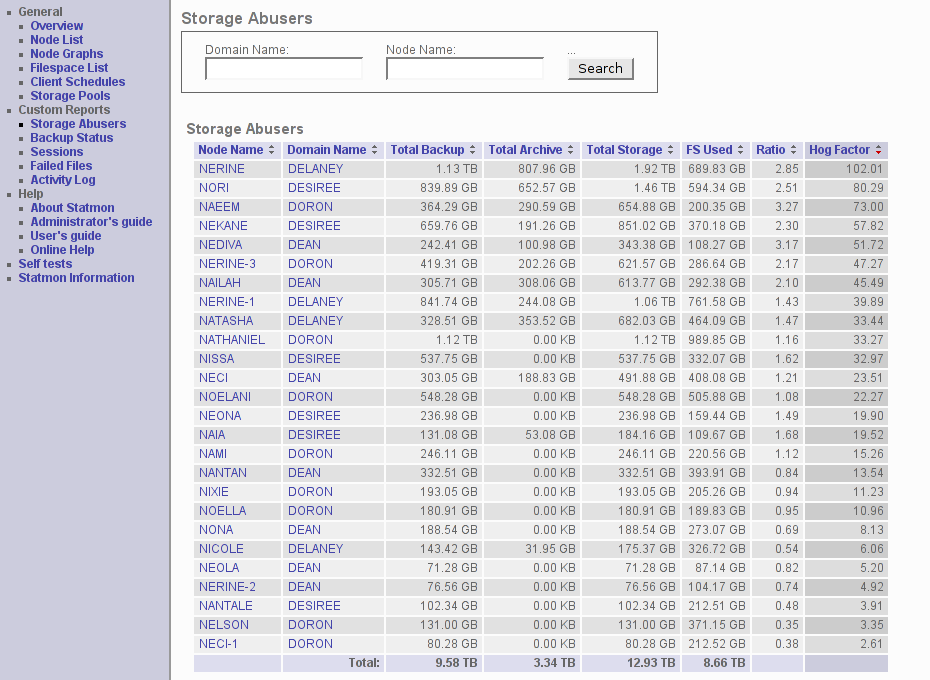 General
Overview
Node List
Node Graphs
Filespace List
Client Schedules
Storage Pools
Custom Reports
Storage Abusers
Backup Status
Sessions
Failed Files
Activity Log
Help
About Statmon
Administrator's guide
User's guide
Online Help
Self tests
Statmon Information
Storage Abusers
Domain Name: Node Name: ...
Search
Storage Abusers
Node Name Domain Name Total Backup Total Archive Total Storage FS Used Ratio Hog Factor
NERINE DELANEY 1.13 TB 807.96 GB 1.92 TB 689.83 GB 2.85 102.01
NORI DESIREE 839.89 GB 652.57 GB 1.46 TB 594.34 GB 2.51 80.29
NAEEM DORON 364.29 GB 290.59 GB 654.88 GB 200.35 GB 3.27 73.00
NEKANE DESIREE 659.76 GB 191.26 GB 851.02 GB 370.18 GB 2.30 57.82
NEDIVA DEAN 242.41 GB 100.98 GB 343.38 GB 108.27 GB 3.17 51.72
NERINE-3 DORON 419.31 GB 202.26 GB 621.57 GB 286.64 GB 2.17 47.27
NAILAH DEAN 305.71 GB 308.06 GB 613.77 GB 292.38 GB 2.10 45.49
NERINE-1 DELANEY 841.74 GB 244.08 GB 1.06 TB 761.58 GB 1.43 39.89
NATASHA DELANEY 328.51 GB 353.52 GB 682.03 GB 464.09 GB 1.47 33.44
NATHANIEL DORON 1.12 TB 0.00 KB 1.12 TB 989.85 GB 1.16 33.27
NISSA DESIREE 537.75 GB 0.00 KB 537.75 GB 332.07 GB 1.62 32.97
NECI DEAN 303.05 GB 188.83 GB 491.88 GB 408.08 GB 1.21 23.51
NOELANI DORON 548.28 GB 0.00 KB 548.28 GB 505.88 GB 1.08 22.27
NEONA DESIREE 236.98 GB 0.00 KB 236.98 GB 159.44 GB 1.49 19.90
NAIA DESIREE 131.08 GB 53.08 GB 184.16 GB 109.67 GB 1.68 19.52
NAMI DORON 246.11 GB 0.00 KB 246.11 GB 220.56 GB 1.12 15.26
NANTAN DEAN 332.51 GB 0.00 KB 332.51 GB 393.91 GB 0.84 13.54
NIXIE DORON 193.05 GB 0.00 KB 193.05 GB 205.26 GB 0.94 11.23
NOELLA DORON 180.91 GB 0.00 KB 180.91 GB 189.83 GB 0.95 10.96
NONA DEAN 188.54 GB 0.00 KB 188.54 GB 273.07 GB 0.69 8.13
NICOLE DELANEY 143.42 GB 31.95 GB 175.37 GB 326.72 GB 0.54 6.06
NEOLA DEAN 71.28 GB 0.00 KB 71.28 GB 87.14 GB 0.82 5.20
NERINE-2 DEAN 76.56 GB 0.00 KB 76.56 GB 104.17 GB 0.74 4.92
NANTALE DESIREE 102.34 GB 0.00 KB 102.34 GB 212.51 GB 0.48 3.91
NELSON DORON 131.00 GB 0.00 KB 131.00 GB 371.15 GB 0.35 3.35
NECI-1 DORON 80.28 GB 0.00 KB 80.28 GB 212.52 GB 0.38 2.61
Total: 9.58 TB 3.34 TB 12.93 TB 8.66 TB